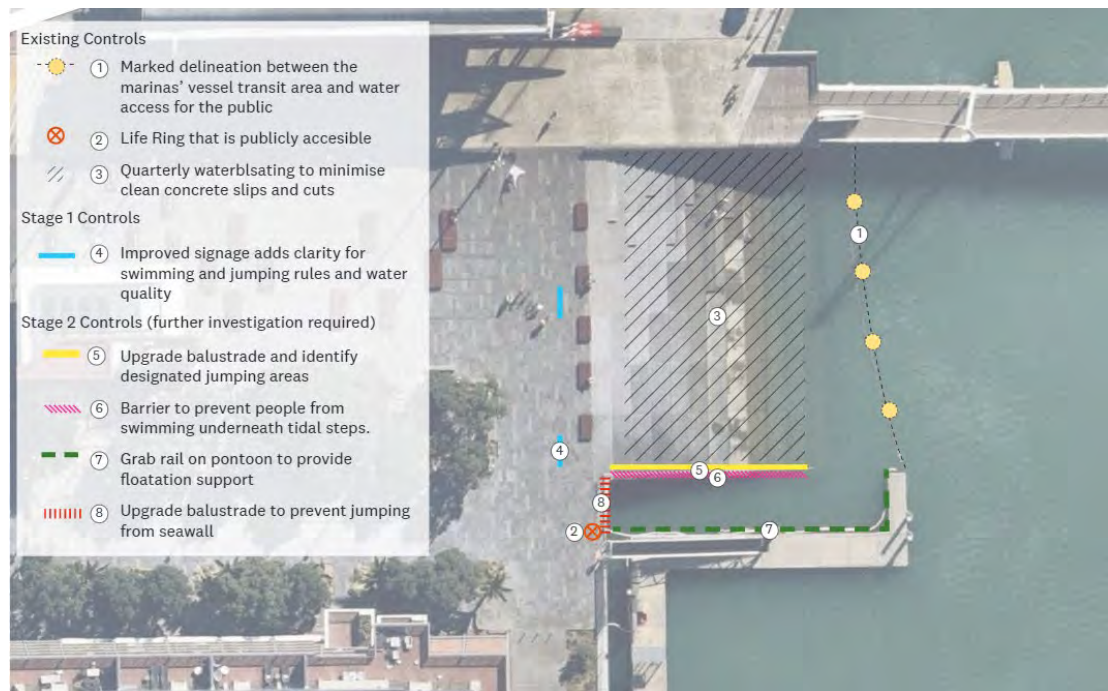 Existing Controls
1 Marked delineation between the
marinas' vessel transit area and water
access for the public
2 Life Ring that is publicly accesible
3 Quarterly waterblsating to minimise
clean concrete slips and cuts
Stage 1 Controls
4 Improved signage adds clarity for
swimming and jumping rules and water
quality
Stage 2 Controls (further investigation required)
5 Upgrade balustrade and identify
designated jumping areas
6 Barrier to prevent people from
swimming underneath tidal steps.
7 Grab rail on pontoon to provide
floatation support
8 Upgrade balustrade to prevent jumping
from seawall
1
3
4
5
6
8
2
7